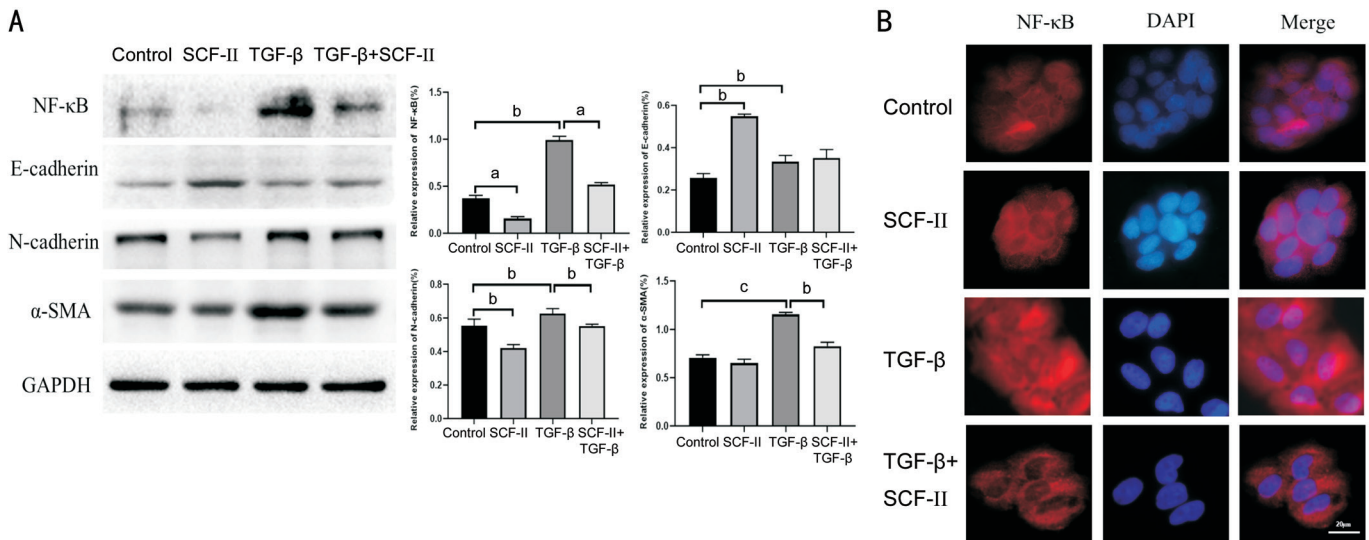 A
Control SCF-II TGF-β TGF-β+SCF-II
NF-κB
E-cadherin
N-cadherin
α-SMA
GAPDH
Relative expression of NF-κB(%)
1.5
1.0
0.5
0.0
a
b
a
Control SCF-II TGF-β SCF-II+
TGF-β
Relative expression of E-cadherin(%)
0.6
0.4
0.2
0.0
b
b
Control SCF-II TGF-β SCF-II+
TGF-β
Relative expression of N-cadherin(%)
0.8
0.6
0.4
0.2
0.0
b
b
b
Control SCF-II TGF-β SCF-II+
TGF-β
Relative expression of α-SMA(%)
1.5
1.0
0.5
0.0
c
b
Control SCF-II TGF-β SCF-II+
TGF-β
B
NF-κB DAPI Merge
Control
SCF-II
TGF-β
TGF-β+
SCF-II
20μm